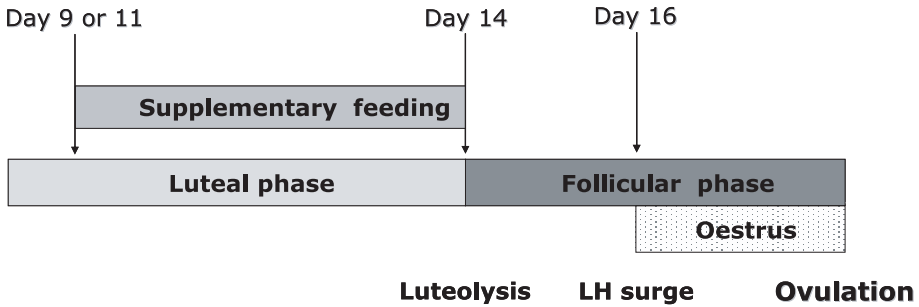 Day 9 or 11 Day 14 Day 16
Supplementary feeding
Luteal phase Follicular phase
Oestrus
Luteolysis LH surge Ovulation